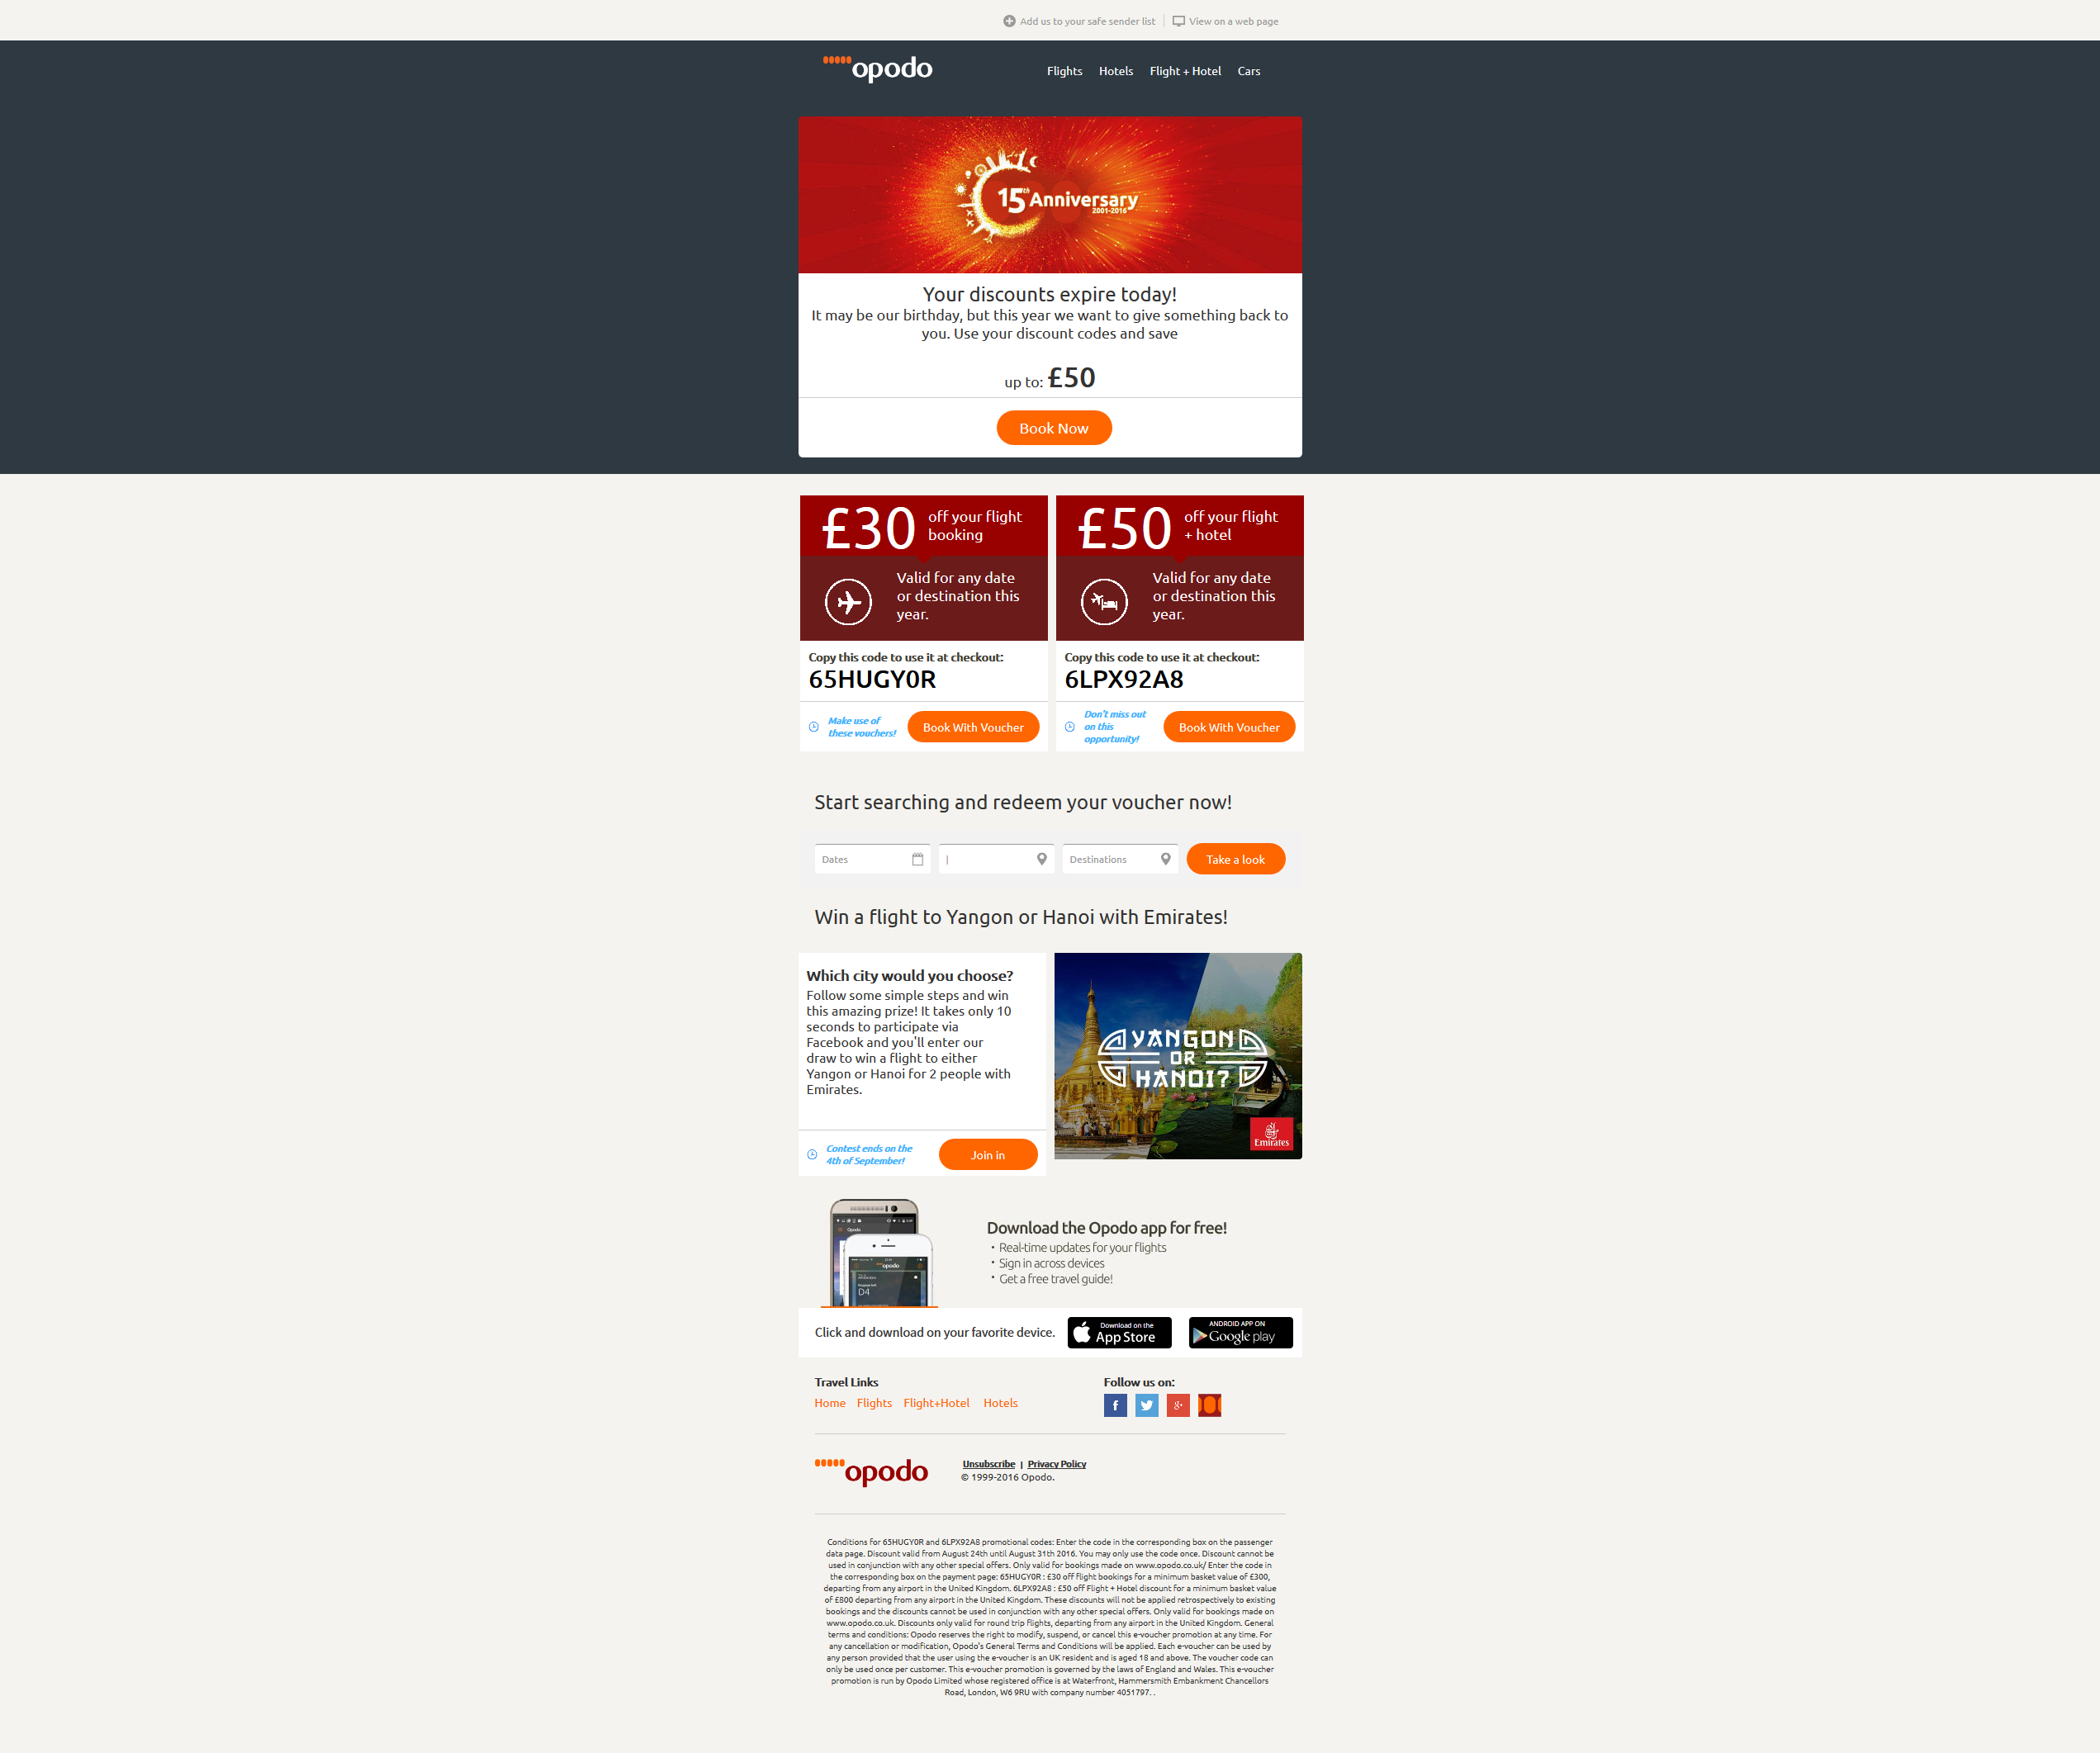 Add us to your safe sender list | View on a web page
opodo
Flights Hotels Flight + Hotel Cars
15th Anniversary
2001-2016
Your discounts expire today!
It may be our birthday, but this year we want to give something back to
you. Use your discount codes and save
up to: £50
Book Now
£30 off your flight
booking
Valid for any date
or destination this
year.
Copy this code to use it at checkout:
65HUGY0R
Make use of
these vouchers!
Book With Voucher
£50 off your flight
+ hotel
Valid for any date
or destination this
year.
Copy this code to use it at checkout:
6LPX92A8
Don't miss out
on this
opportunity!
Book With Voucher
Start searching and redeem your voucher now!
Dates
|
Destinations
Take a look
Win a flight to Yangon or Hanoi with Emirates!
Which city would you choose?
Follow some simple steps and win
this amazing prize! It takes only 10
seconds to participate via
Facebook and you'll enter our
draw to win a flight to either
Yangon or Hanoi for 2 people with
Emirates.
Contest ends on the
4th of September!
Join in
YANGON
OR
HANOI?
Emirates
Opodo
opodo
D4
Download the Opodo app for free!
• Real-time updates for your flights
• Sign in across devices
• Get a free travel guide!
Click and download on your favorite device.
Download on the
App Store
ANDROID APP ON
Google play
Travel Links
Home Flights Flight+Hotel Hotels
Follow us on:
f
g+
opodo
Unsubscribe | Privacy Policy
© 1999-2016 Opodo.
Conditions for 65HUGY0R and 6LPX92A8 promotional codes: Enter the code in the corresponding box on the passenger
data page. Discount valid from August 24th until August 31th 2016. You may only use the code once. Discount cannot be
used in conjunction with any other special offers. Only valid for bookings made on www.opodo.co.uk/ Enter the code in
the corresponding box on the payment page: 65HUGY0R : £30 off flight bookings for a minimum basket value of £300,
departing from any airport in the United Kingdom. 6LPX92A8 : £50 off Flight + Hotel discount for a minimum basket value
of £800 departing from any airport in the United Kingdom. These discounts will not be applied retrospectively to existing
bookings and the discounts cannot be used in conjunction with any other special offers. Only valid for bookings made on
www.opodo.co.uk. Discounts only valid for round trip flights, departing from any airport in the United Kingdom. General
terms and conditions: Opodo reserves the right to modify, suspend, or cancel this e-voucher promotion at any time. For
any cancellation or modification, Opodo's General Terms and Conditions will be applied. Each e-voucher can be used by
any person provided that the user using the e-voucher is an UK resident and is aged 18 and above. The voucher code can
only be used once per customer. This e-voucher promotion is governed by the laws of England and Wales. This e-voucher
promotion is run by Opodo Limited whose registered office is at Waterfront, Hammersmith Embankment Chancellors
Road, London, W6 9RU with company number 4051797. .